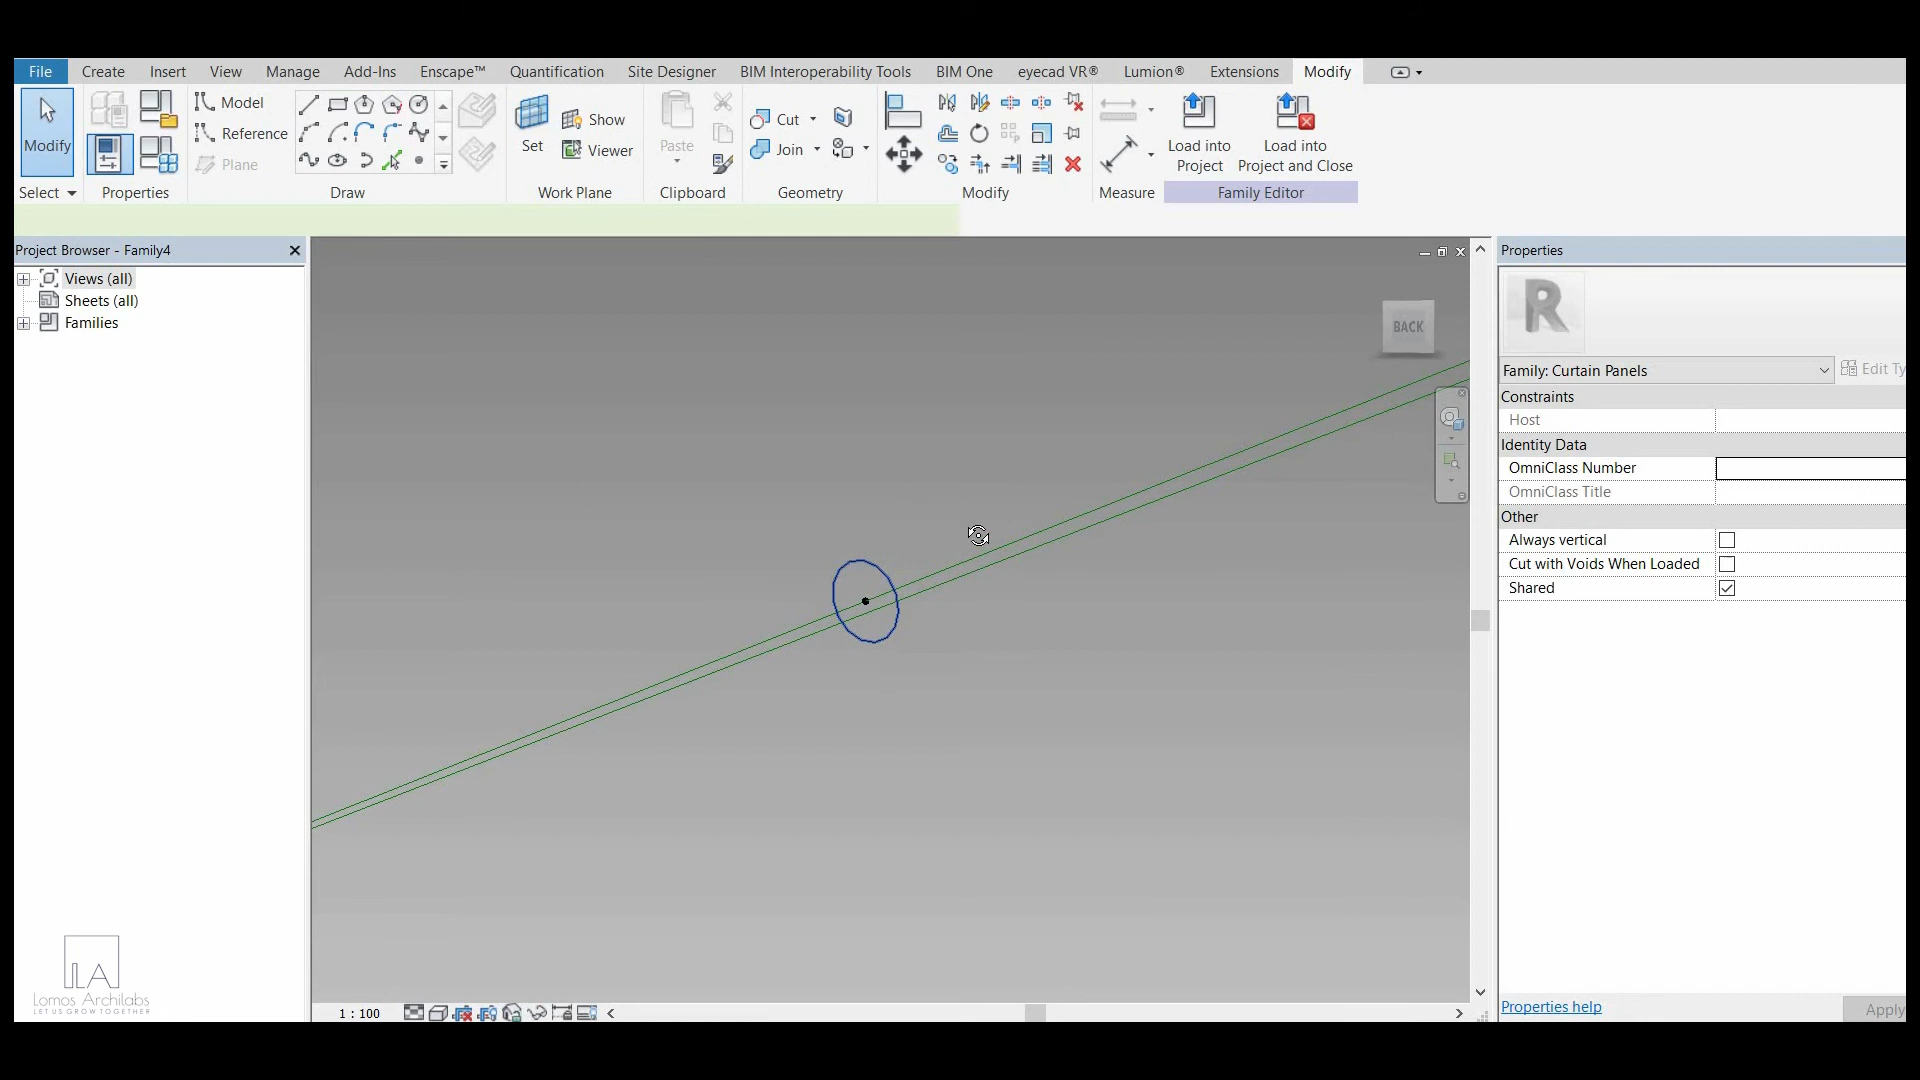 File Create Insert View Manage Add-Ins Enscape™ Quantification Site Designer BIM Interoperability Tools BIM One eyecad VR® Lumion® Extensions Modify
Modify
Model
Reference
Plane
Set
Show
Viewer
Paste
Cut
Join
Load into
Project
Load into
Project and Close
Select Properties Draw Work Plane Clipboard Geometry Modify Measure Family Editor
Project Browser - Family4
Views (all)
Sheets (all)
Families
BACK
Properties
R
Family: Curtain Panels
Edit Ty
Constraints
Host
Identity Data
OmniClass Number
OmniClass Title
Other
Always vertical
Cut with Voids When Loaded
Shared
LA
Lomos Archilabs
LET US GROW TOGETHER
1 : 100
Properties help
Apply